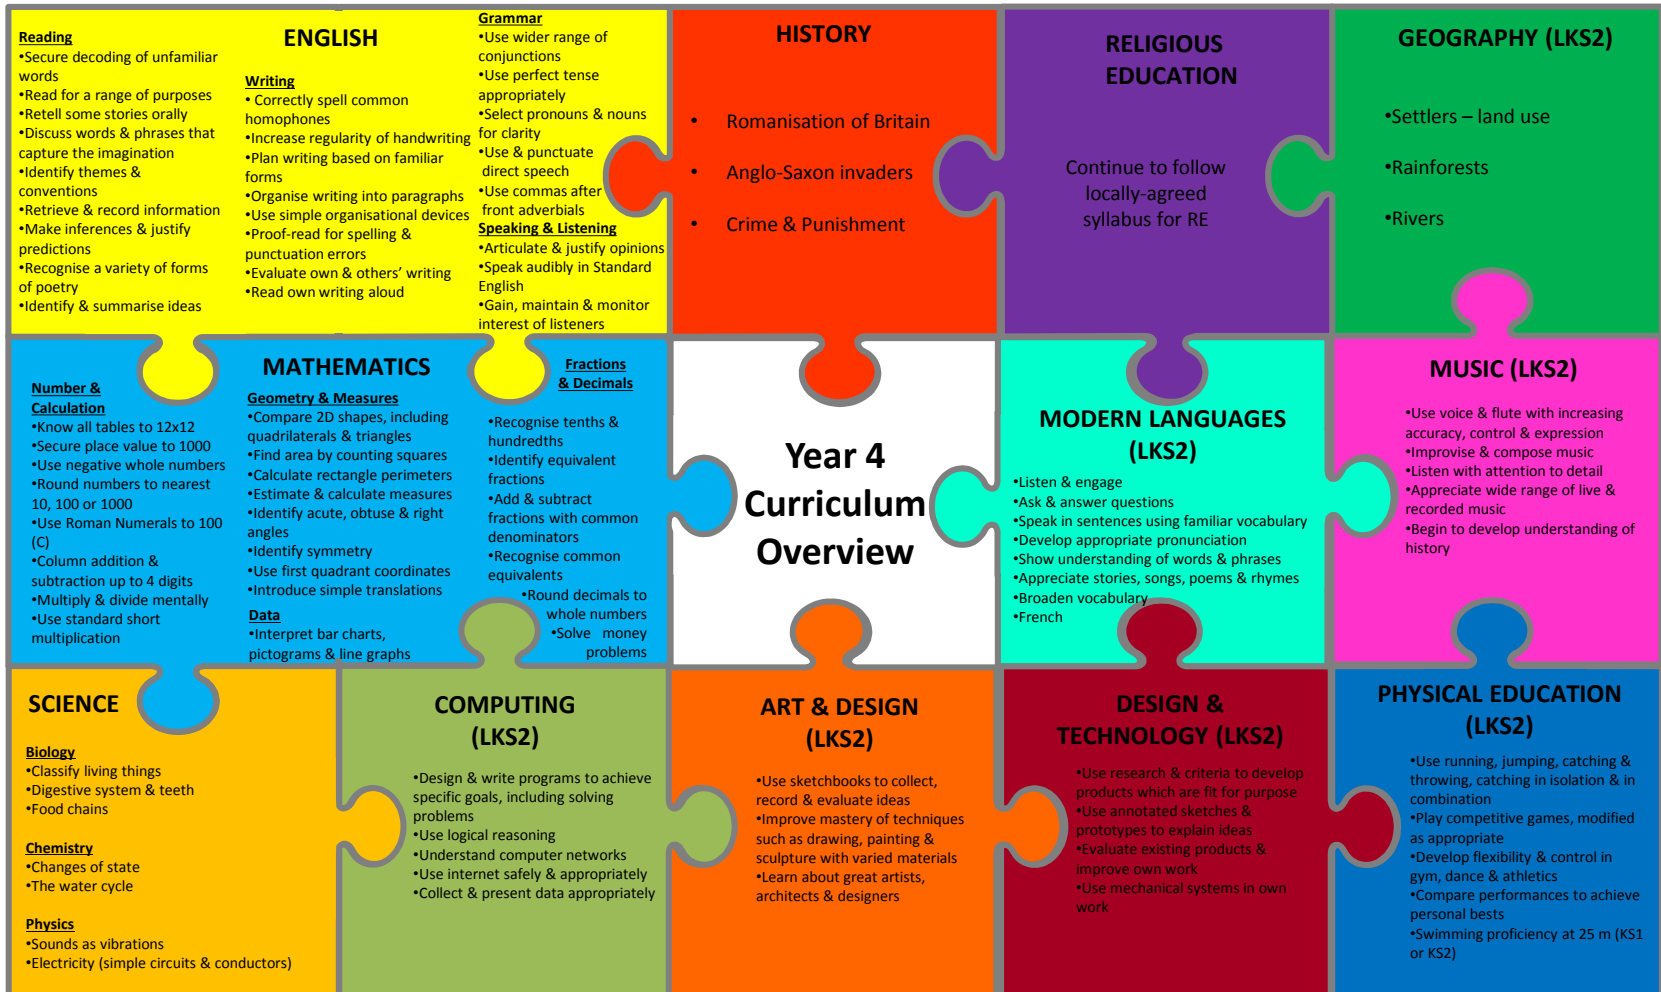 ENGLISH
Reading
•Secure decoding of unfamiliar
words
•Read for a range of purposes
•Retell some stories orally
•Discuss words & phrases that
capture the imagination
•Identify themes &
conventions
•Retrieve & record information
•Make inferences & justify
predictions
•Recognise a variety of forms
of poetry
•Identify & summarise ideas
Writing
• Correctly spell common
homophones
•Increase regularity of handwriting
•Plan writing based on familiar
forms
•Organise writing into paragraphs
•Use simple organisational devices
•Proof-read for spelling &
punctuation errors
•Evaluate own & others’ writing
•Read own writing aloud
Grammar
•Use wider range of
conjunctions
•Use perfect tense
appropriately
•Select pronouns & nouns
for clarity
•Use & punctuate
direct speech
•Use commas after
front adverbials
Speaking & Listening
•Articulate & justify opinions
•Speak audibly in Standard
English
•Gain, maintain & monitor
interest of listeners
HISTORY
• Romanisation of Britain
• Anglo-Saxon invaders
• Crime & Punishment
RELIGIOUS
EDUCATION
Continue to follow
locally-agreed
syllabus for RE
GEOGRAPHY (LKS2)
•Settlers – land use
•Rainforests
•Rivers
MATHEMATICS
Number &
Calculation
•Know all tables to 12x12
•Secure place value to 1000
•Use negative whole numbers
•Round numbers to nearest
10, 100 or 1000
•Use Roman Numerals to 100
(C)
•Column addition &
subtraction up to 4 digits
•Multiply & divide mentally
•Use standard short
multiplication
Geometry & Measures
•Compare 2D shapes, including
quadrilaterals & triangles
•Find area by counting squares
•Calculate rectangle perimeters
•Estimate & calculate measures
•Identify acute, obtuse & right
angles
•Identify symmetry
•Use first quadrant coordinates
•Introduce simple translations
Data
•Interpret bar charts,
pictograms & line graphs
Fractions
& Decimals
•Recognise tenths &
hundredths
•Identify equivalent
fractions
•Add & subtract
fractions with common
denominators
•Recognise common
equivalents
•Round decimals to
whole numbers
•Solve money
problems
Year 4
Curriculum
Overview
MODERN LANGUAGES
(LKS2)
•Listen & engage
•Ask & answer questions
•Speak in sentences using familiar vocabulary
•Develop appropriate pronunciation
•Show understanding of words & phrases
•Appreciate stories, songs, poems & rhymes
•Broaden vocabulary
•French
MUSIC (LKS2)
•Use voice & flute with increasing
accuracy, control & expression
•Improvise & compose music
•Listen with attention to detail
•Appreciate wide range of live &
recorded music
•Begin to develop understanding of
history
SCIENCE
Biology
•Classify living things
•Digestive system & teeth
•Food chains
Chemistry
•Changes of state
•The water cycle
Physics
•Sounds as vibrations
•Electricity (simple circuits & conductors)
COMPUTING
(LKS2)
•Design & write programs to achieve
specific goals, including solving
problems
•Use logical reasoning
•Understand computer networks
•Use internet safely & appropriately
•Collect & present data appropriately
ART & DESIGN
(LKS2)
•Use sketchbooks to collect,
record & evaluate ideas
•Improve mastery of techniques
such as drawing, painting &
sculpture with varied materials
•Learn about great artists,
architects & designers
DESIGN &
TECHNOLOGY (LKS2)
•Use research & criteria to develop
products which are fit for purpose
•Use annotated sketches &
prototypes to explain ideas
•Evaluate existing products &
improve own work
•Use mechanical systems in own
work
PHYSICAL EDUCATION
(LKS2)
•Use running, jumping, catching &
throwing, catching in isolation & in
combination
•Play competitive games, modified
as appropriate
•Develop flexibility & control in
gym, dance & athletics
•Compare performances to achieve
personal bests
•Swimming proficiency at 25 m (KS1
or KS2)